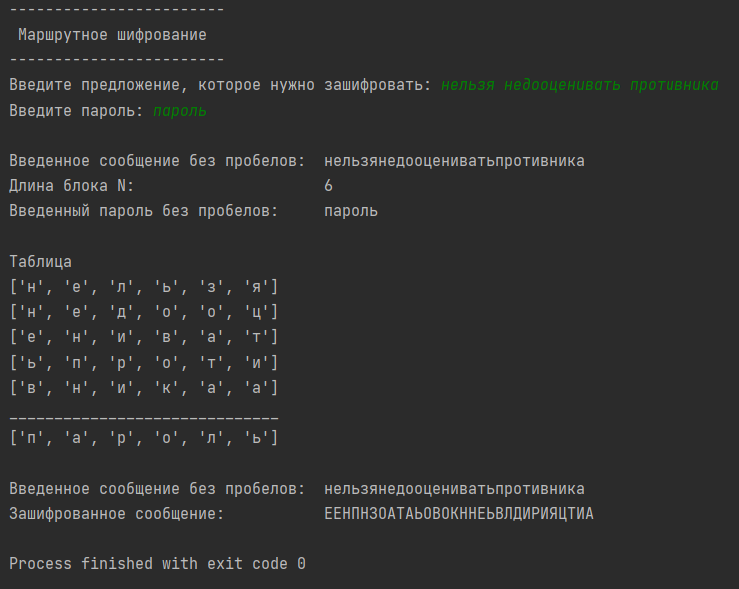 ------------------------
Маршрутное шифрование
------------------------
Введите предложение, которое нужно зашифровать: нельзя недооценивать противника
Введите пароль: пароль
Введенное сообщение без пробелов: нельзянедооцениватьпротивника
Длина блока N: 6
Введенный пароль без пробелов: пароль
Таблица
['н', 'е', 'л', 'ь', 'з', 'я']
['н', 'е', 'д', 'о', 'о', 'ц']
['е', 'н', 'и', 'в', 'а', 'т']
['ь', 'п', 'р', 'о', 'т', 'и']
['в', 'н', 'и', 'к', 'а', 'а']
______________________________
['п', 'а', 'р', 'о', 'л', 'ь']
Введенное сообщение без пробелов: нельзянедооцениватьпротивника
Зашифрованное сообщение: ЕЕНПНЗОАТАЬОВОКННЕЬВЛДИРИЯЦТИА
Process finished with exit code 0